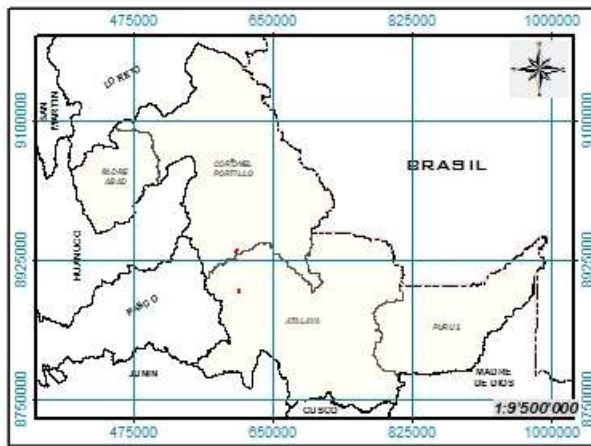 475000 650000 825000 1000000
9100000
8925000
8750000
LORETO
SAN
MARTIN
PADRE
ABAD
CORONEL
PORTILLO
BRASIL
HUANUCO
PASCO
ATALAYA
PURUS
JUNIN
MADRE
DE DIOS
CUSCO
1:9'500'000
9100000
8925000
8750000
475000 650000 825000 1000000